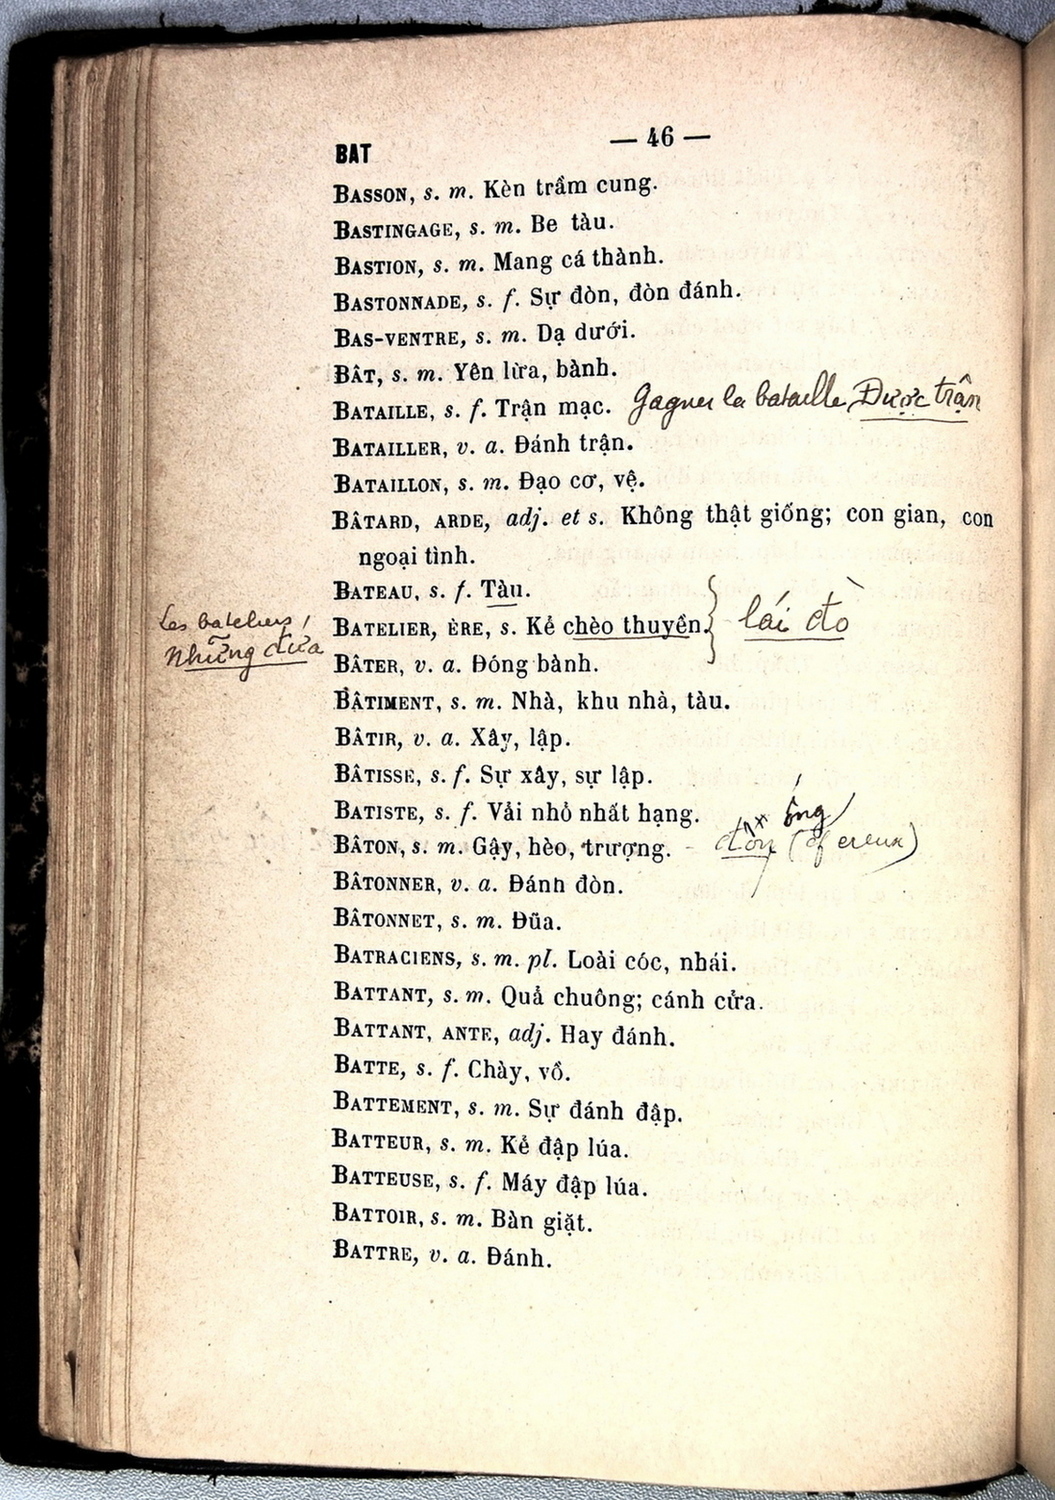 BAT
— 46 —
BASSON, s. m. Kèn trầm cung.
BASTINGAGE, s. m. Be tàu.
BASTION, s. m. Mang cá thành.
BASTONNADE, s. f. Sự đòn, đòn đánh.
BAS-VENTRE, s. m. Dạ dưới.
BÂT, s. m. Yên lừa, bành.
BATAILLE, s. f. Trận mạc. Gagner la bataille, Được trận
BATAILLER, v. a. Đánh trận.
BATAILLON, s. m. Đạo cơ, vệ.
BÂTARD, ARDE, adj. et s. Không thật giống; con gian, con
ngoại tình.
BATEAU, s. f. Tàu.
Les bateliers,
Những đứa
BATELIER, ÈRE, s. Kẻ chèo thuyền. } lái đò
BÂTER, v. a. Đóng bành.
BÂTIMENT, s. m. Nhà, khu nhà, tàu.
BÂTIR, v. a. Xây, lập.
BÂTISSE, s. f. Sự xây, sự lập.
BATISTE, s. f. Vải nhỏ nhất hạng.
ống
BÂTON, s. m. Gậy, hèo, trượng. - (creux)
BÂTONNER, v. a. Đánh đòn.
BÂTONNET, s. m. Đũa.
BATRACIENS, s. m. pl. Loài cóc, nhái.
BATTANT, s. m. Quả chuông; cánh cửa.
BATTANT, ANTE, adj. Hay đánh.
BATTE, s. f. Chày, vồ.
BATTEMENT, s. m. Sự đánh đập.
BATTEUR, s. m. Kẻ đập lúa.
BATTEUSE, s. f. Máy đập lúa.
BATTOIR, s. m. Bàn giặt.
BATTRE, v. a. Đánh.